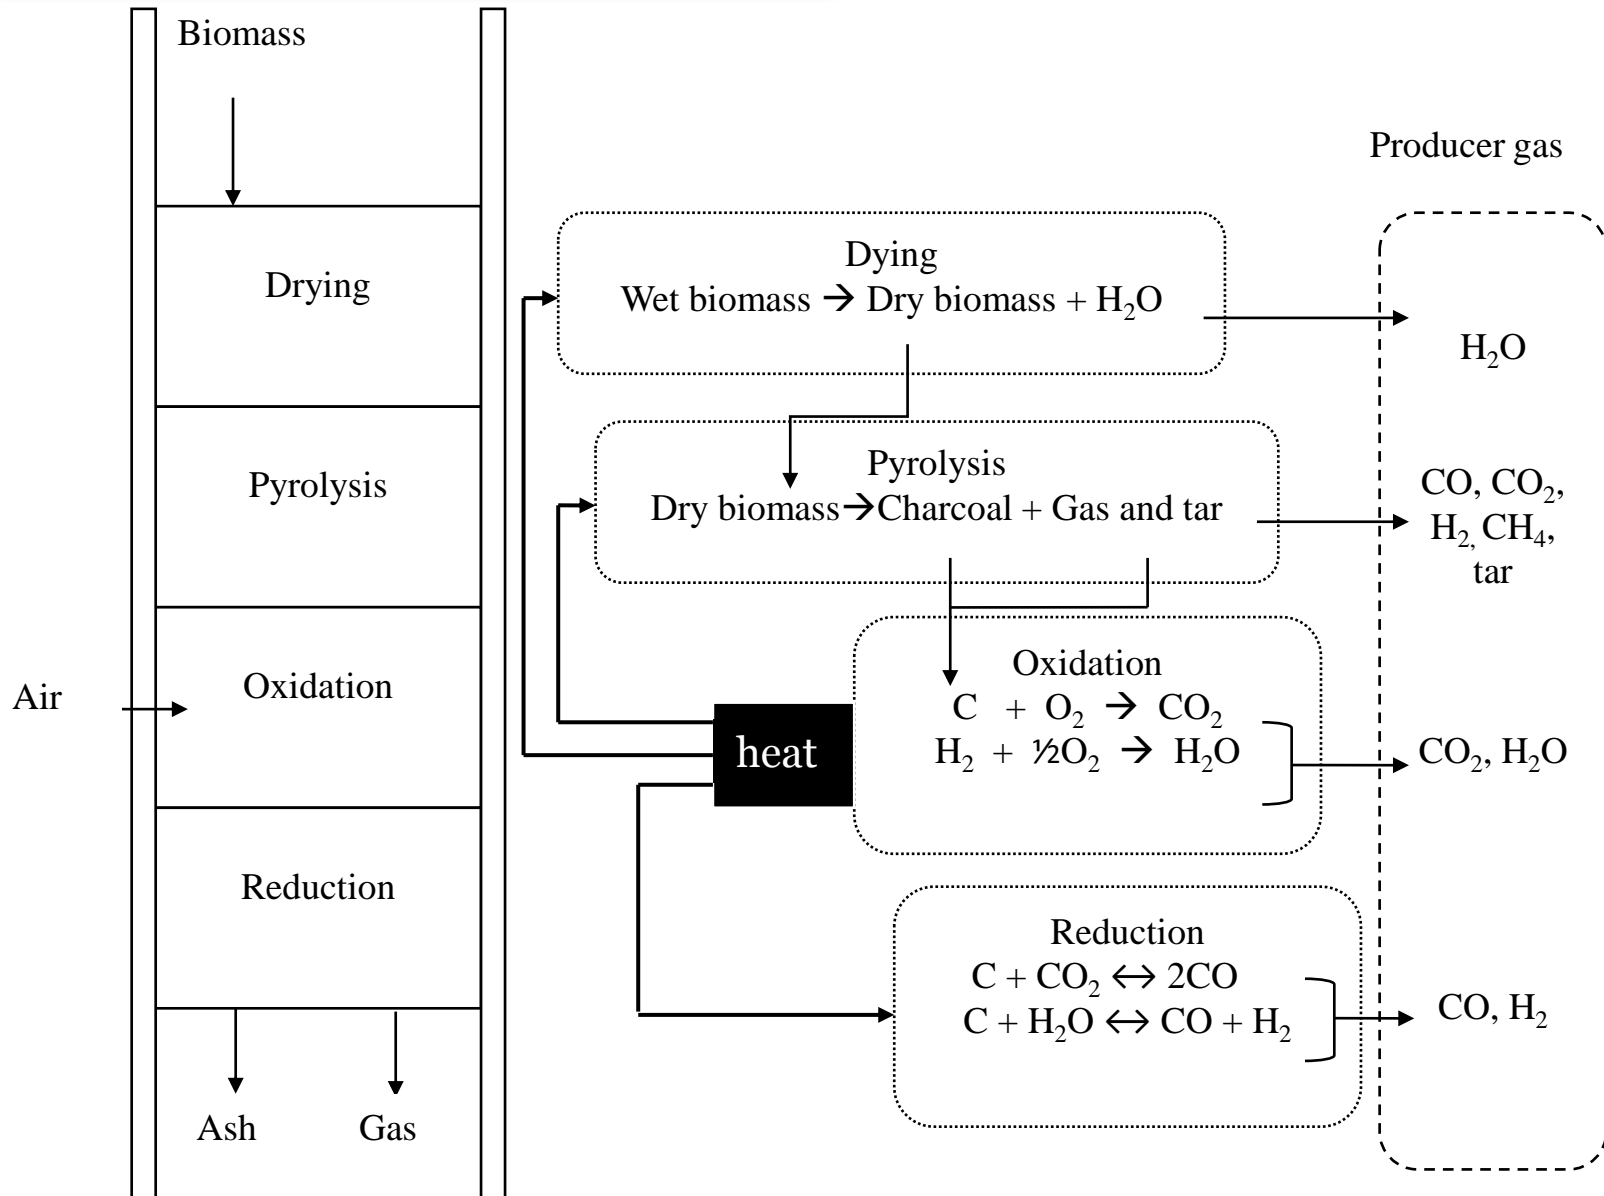 Biomass
Drying
Pyrolysis
Air
Oxidation
Reduction
Ash
Gas
Dying
Wet biomass → Dry biomass + H₂O
Pyrolysis
Dry biomass→Charcoal + Gas and tar
heat
Oxidation
C + O₂ → CO₂
H₂ + ½O₂ → H₂O
Reduction
C + CO₂ ↔ 2CO
C + H₂O ↔ CO + H₂
Producer gas
H₂O
CO, CO₂,
H₂, CH₄,
tar
CO₂, H₂O
CO, H₂